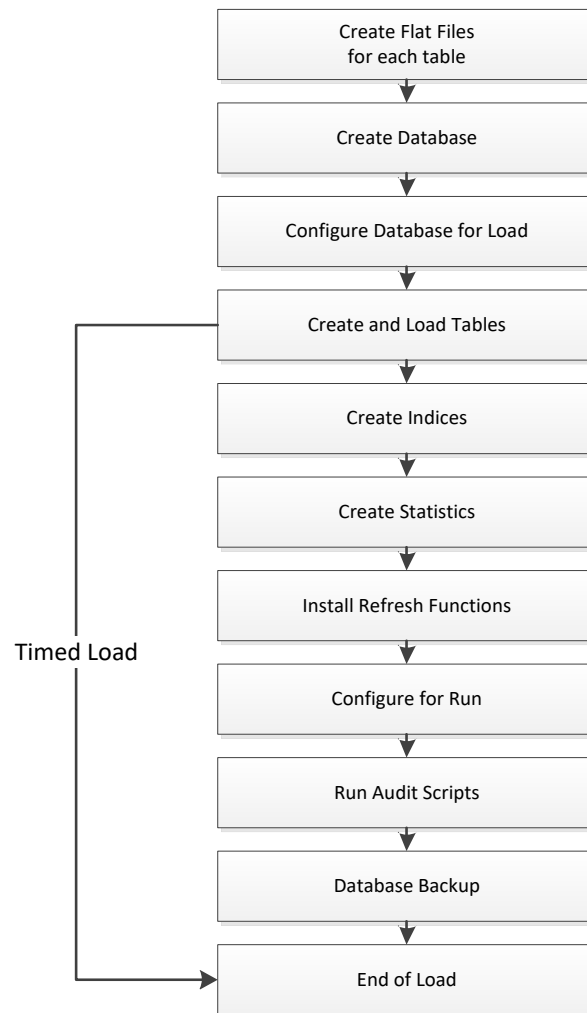 Create Flat Files
for each table
Create Database
Configure Database for Load
Create and Load Tables
Create Indices
Create Statistics
Install Refresh Functions
Timed Load
Configure for Run
Run Audit Scripts
Database Backup
End of Load